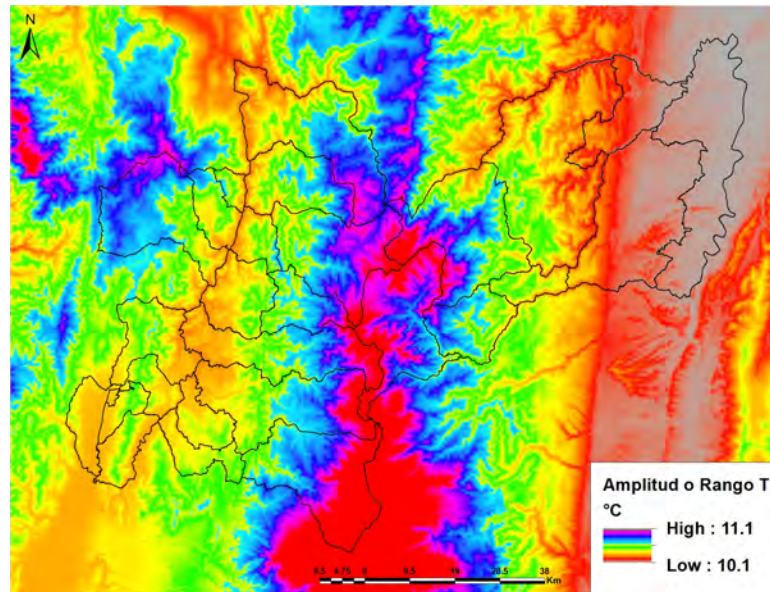 N
Amplitud o Rango T
°C
High : 11.1
Low : 10.1
9.5 4.75 0 9.5 19 28.5 38
Km